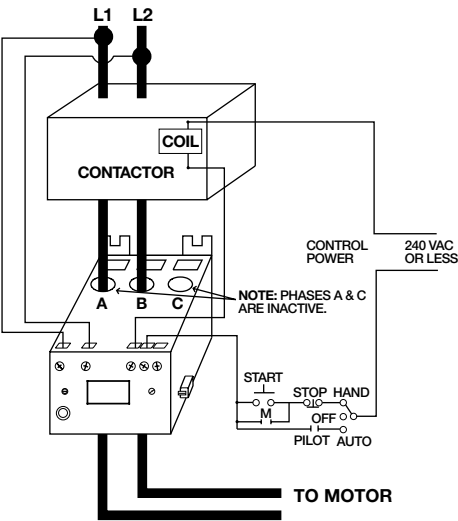 L1 L2
COIL
CONTACTOR
CONTROL POWER
240 VAC OR LESS
A B C
NOTE: PHASES A & C
ARE INACTIVE.
START
STOP HAND
M
OFF
PILOT AUTO
TO MOTOR